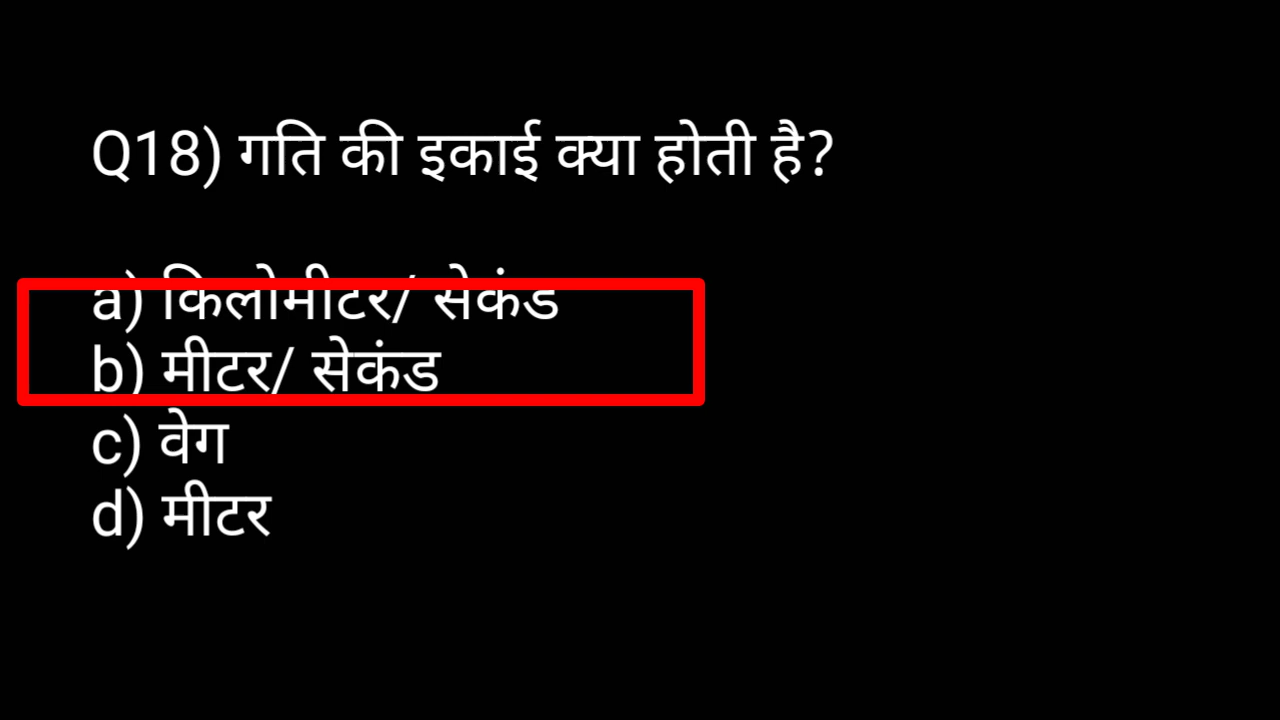 Q18) गति की इकाई क्या होती है?
a) किलोमीटर/ सेकंड
b) मीटर/ सेकंड
c) वेग
d) मीटर